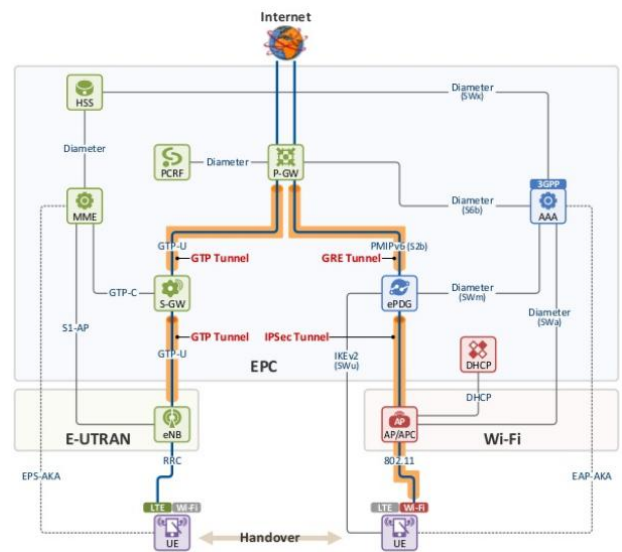 Internet
HSS
Diameter
(SWx)
Diameter
PCRF
Diameter
P-GW
3GPP
AAA
MME
Diameter
(S6b)
GTP-U
PMIPv6 (S2b)
GTP Tunnel
GRE Tunnel
GTP-C
S-GW
ePDG
Diameter
(SWm)
Diameter
(SWa)
S1-AP
GTP Tunnel
IPSec Tunnel
GTP-U
IKEv2
(SWu)
DHCP
EPC
DHCP
E-UTRAN
eNB
AP
AP/APC
Wi-Fi
RRC
802.11
EPS-AKA
EAP-AKA
LTE Wi-Fi
LTE Wi-Fi
UE
Handover
UE